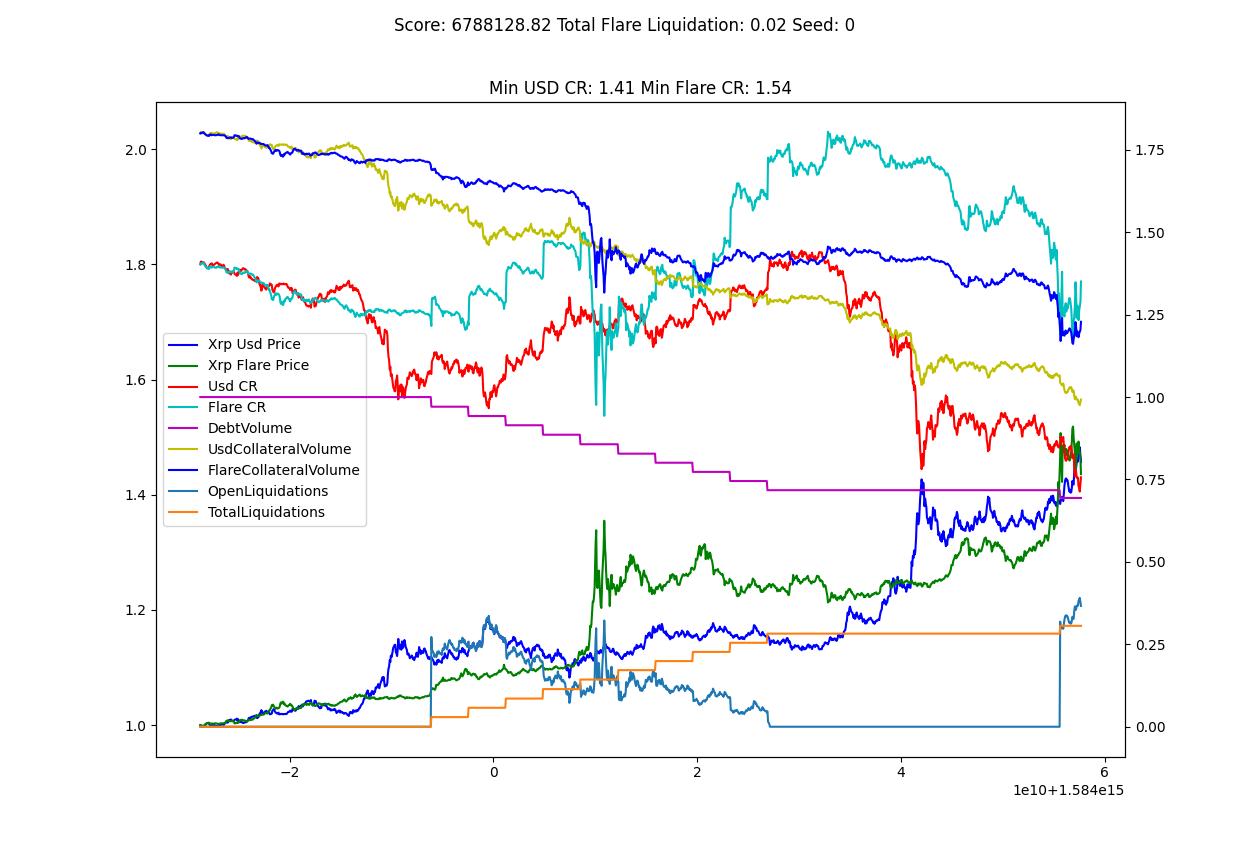 Score: 6788128.82 Total Flare Liquidation: 0.02 Seed: 0
Min USD CR: 1.41 Min Flare CR: 1.54
2.0
1.8
1.6
1.4
1.2
1.0
Xrp Usd Price
Xrp Flare Price
Usd CR
Flare CR
DebtVolume
UsdCollateralVolume
FlareCollateralVolume
OpenLiquidations
TotalLiquidations
1.75
1.50
1.25
1.00
0.75
0.50
0.25
0.00
−2 0 2 4 6
1e10+1.584e15